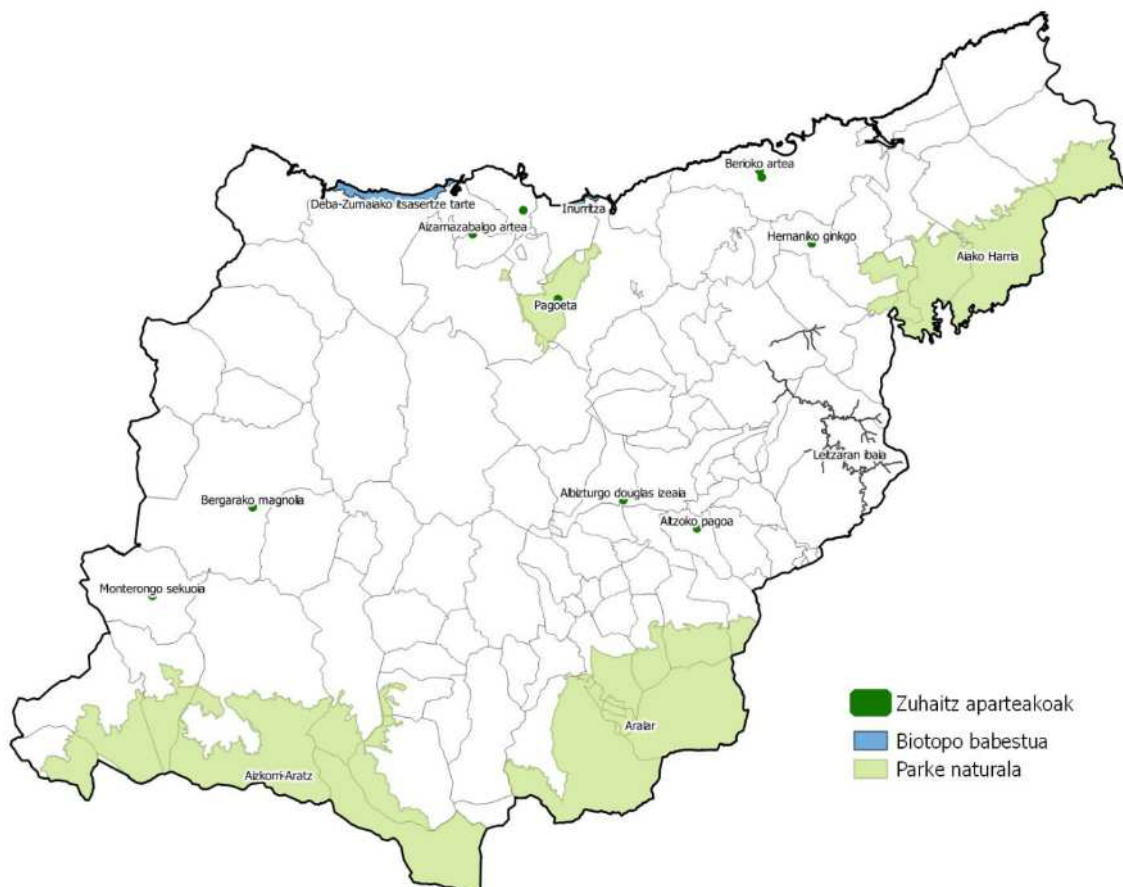 Berioko artea
Deba-Zumaiako itsasertze tarte
Inurritza
Aizarnazabalgo artea
Hernaniko ginkgo
Aiako Harria
Pagoeta
Leitzaran ibaia
Bergarako magnolia
Albizturgo douglas izeaia
Altzoko pagoa
Monterongo sekuoia
Zuhaitz aparteakoak
Aralar
Biotopo babestua
Aizkorri-Aratz
Parke naturala